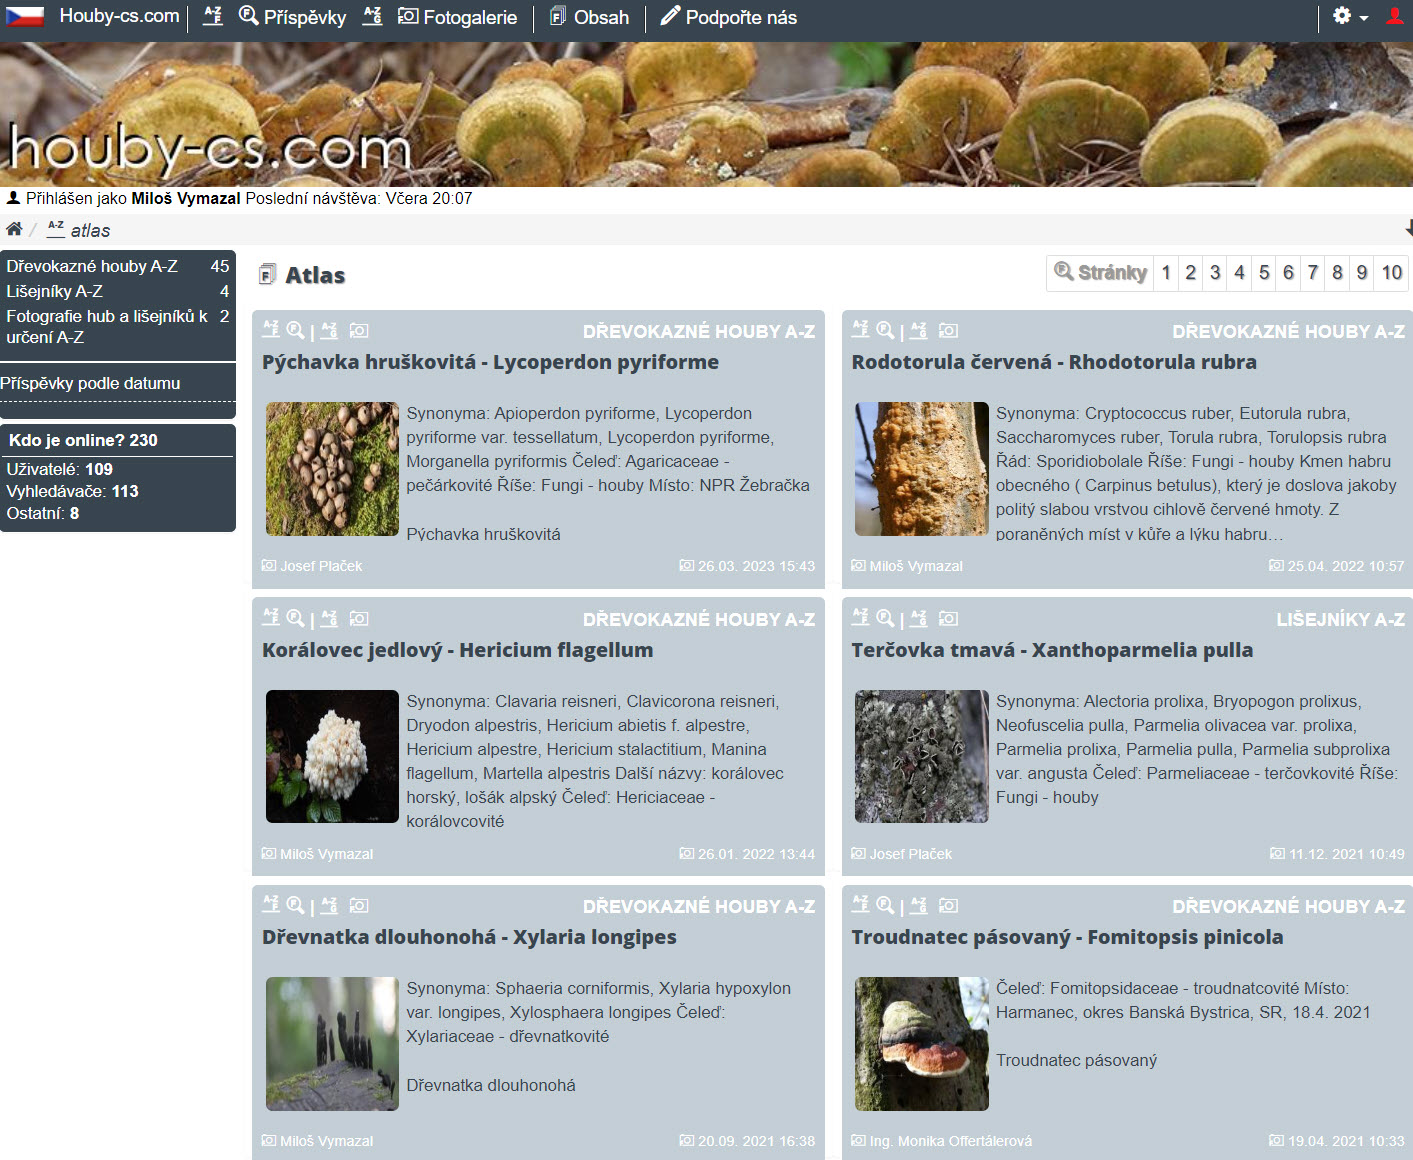 Houby-cs.com A-Z F Příspěvky A-Z G Fotogalerie Obsah Podpořte nás
houby-cs.com
Přihlášen jako Miloš Vymazal Poslední návštěva: Včera 20:07
/ A-Z atlas
Dřevokazné houby A-Z 45
Lišejníky A-Z 4
Fotografie hub a lišejníků k 2
určení A-Z
Příspěvky podle datumu
Kdo je online? 230
Uživatelé: 109
Vyhledávače: 113
Ostatní: 8
Atlas
Stránky 1 2 3 4 5 6 7 8 9 10
DŘEVOKAZNÉ HOUBY A-Z
Pýchavka hruškovitá - Lycoperdon pyriforme
Synonyma: Apioperdon pyriforme, Lycoperdon
pyriforme var. tessellatum, Lycoperdon pyriforme,
Morganella pyriformis Čeleď: Agaricaceae -
pečárkovité Říše: Fungi - houby Místo: NPR Žebračka
Pýchavka hruškovitá
Josef Plaček 26.03. 2023 15:43
DŘEVOKAZNÉ HOUBY A-Z
Rodotorula červená - Rhodotorula rubra
Synonyma: Cryptococcus ruber, Eutorula rubra,
Saccharomyces ruber, Torula rubra, Torulopsis rubra
Řád: Sporidiobolale Říše: Fungi - houby Kmen habru
obecného ( Carpinus betulus), který je doslova jakoby
politý slabou vrstvou cihlově červené hmoty. Z
poraněných míst v kůře a lýku habru…
Miloš Vymazal 25.04. 2022 10:57
DŘEVOKAZNÉ HOUBY A-Z
Korálovec jedlový - Hericium flagellum
Synonyma: Clavaria reisneri, Clavicorona reisneri,
Dryodon alpestris, Hericium abietis f. alpestre,
Hericium alpestre, Hericium stalactitium, Manina
flagellum, Martella alpestris Další názvy: korálovec
horský, lošák alpský Čeleď: Hericiaceae -
korálovcovité
Miloš Vymazal 26.01. 2022 13:44
LIŠEJNÍKY A-Z
Terčovka tmavá - Xanthoparmelia pulla
Synonyma: Alectoria prolixa, Bryopogon prolixus,
Neofuscelia pulla, Parmelia olivacea var. prolixa,
Parmelia prolixa, Parmelia pulla, Parmelia subprolixa
var. angusta Čeleď: Parmeliaceae - terčovkovité Říše:
Fungi - houby
Josef Plaček 11.12. 2021 10:49
DŘEVOKAZNÉ HOUBY A-Z
Dřevnatka dlouhonohá - Xylaria longipes
Synonyma: Sphaeria corniformis, Xylaria hypoxylon
var. longipes, Xylosphaera longipes Čeleď:
Xylariaceae - dřevnatkovité
Dřevnatka dlouhonohá
Miloš Vymazal 20.09. 2021 16:38
DŘEVOKAZNÉ HOUBY A-Z
Troudnatec pásovaný - Fomitopsis pinicola
Čeleď: Fomitopsidaceae - troudnatcovité Místo:
Harmanec, okres Banská Bystrica, SR, 18.4. 2021
Troudnatec pásovaný
Ing. Monika Offertálerová 19.04. 2021 10:33